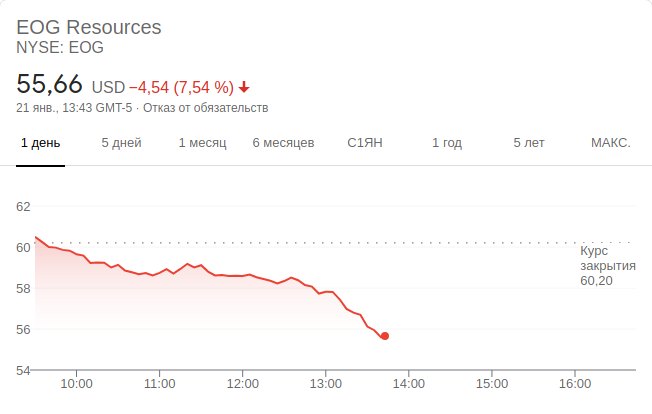 EOG Resources
NYSE: EOG
55,66 USD −4,54 (7,54 %)
21 янв., 13:43 GMT-5 · Отказ от обязательств
1 день 5 дней 1 месяц 6 месяцев С1ЯН 1 год 5 лет МАКС.
62
60
Курс
закрытия
60,20
58
56
54
10:00 11:00 12:00 13:00 14:00 15:00 16:00